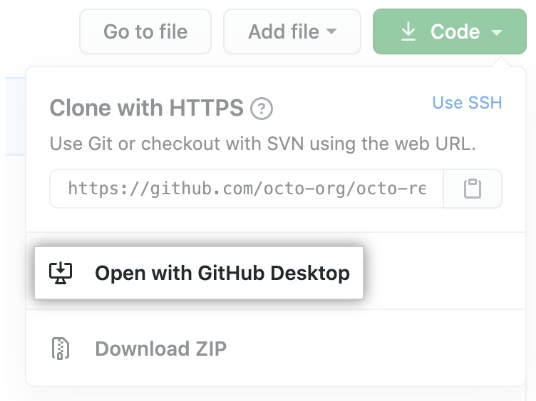 Go to file
Add file
Code
Clone with HTTPS
Use SSH
Use Git or checkout with SVN using the web URL.
https://github.com/octo-org/octo-re
Open with GitHub Desktop
Download ZIP